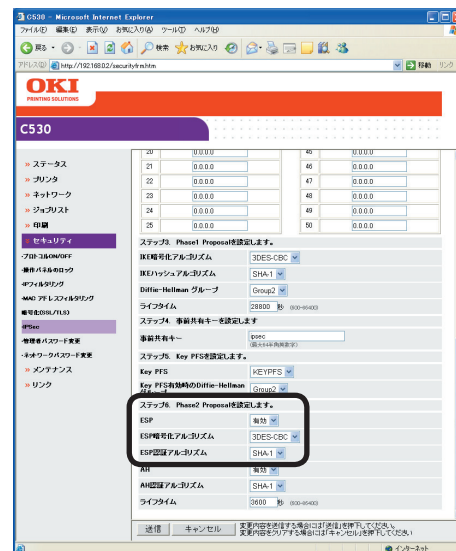 C530 - Microsoft Internet Explorer
ファイル(F) 編集(E) 表示(V) お気に入り(A) ツール(T) ヘルプ(H)
戻る 検索 お気に入り
アドレス(D) http://192.168.0.2/securityfrm.htm 移動 リンク
OKI
PRINTING SOLUTIONS
C530
ステータス
プリンタ
ネットワーク
ジョブリスト
印刷
セキュリティ
プロトコルON/OFF
操作パネルのロック
IPフィルタリング
MAC アドレスフィルタリング
暗号化(SSL/TLS)
IPSec
管理者パスワード変更
ネットワークパスワード変更
メンテナンス
リンク
20 0.0.0.0 45 0.0.0.0
21 0.0.0.0 46 0.0.0.0
22 0.0.0.0 47 0.0.0.0
23 0.0.0.0 48 0.0.0.0
24 0.0.0.0 49 0.0.0.0
25 0.0.0.0 50 0.0.0.0
ステップ3. Phase1 Proposalを設定します。
IKE暗号化アルゴリズム 3DES-CBC
IKEハッシュアルゴリズム SHA-1
Diffie-Hellman グループ Group2
ライフタイム 28800 秒 (600-86400)
ステップ4. 事前共有キーを設定します
事前共有キー ipsec
(最大64半角英数字)
ステップ5. Key PFSを設定します。
Key PFS KEYPFS
Key PFS有効時のDiffie-Hellman グループ Group2
ステップ6. Phase2 Proposalを設定します。
ESP 有効
ESP暗号化アルゴリズム 3DES-CBC
ESP認証アルゴリズム SHA-1
AH 有効
AH認証アルゴリズム SHA-1
ライフタイム 3600 秒 (600-86400)
送信 キャンセル
変更内容を送信する場合には「送信」を押下してください。
変更内容をクリアする場合には「キャンセル」を押下してください
インターネット